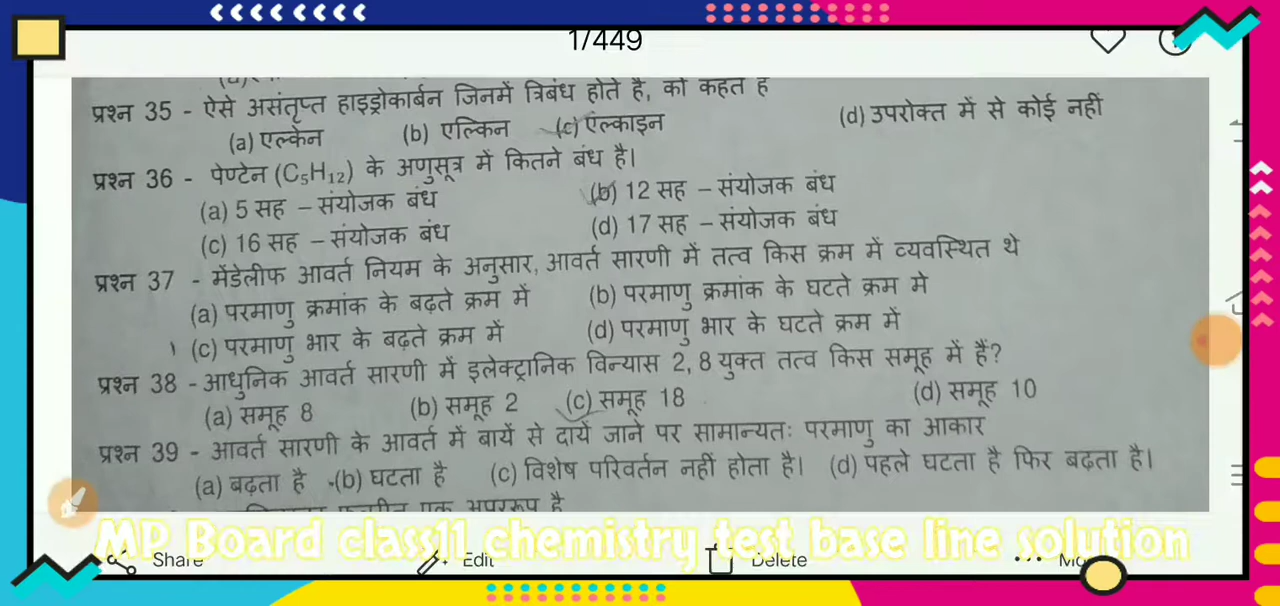 1/449
प्रश्न 35 - ऐसे असंतृप्त हाइड्रोकार्बन जिनमें त्रिबंध होते है, को कहते है
(a) एल्केन (b) एल्किन (c) एल्काइन (d) उपरोक्त में से कोई नहीं
प्रश्न 36 - पेण्टेन (C₅H₁₂) के अणुसूत्र में कितने बंध है।
(a) 5 सह – संयोजक बंध (b) 12 सह – संयोजक बंध
(c) 16 सह – संयोजक बंध (d) 17 सह – संयोजक बंध
प्रश्न 37 - मेंडेलीफ आवर्त नियम के अनुसार, आवर्त सारणी में तत्व किस क्रम में व्यवस्थित थे
(a) परमाणु क्रमांक के बढ़ते क्रम में (b) परमाणु क्रमांक के घटते क्रम मे
(c) परमाणु भार के बढ़ते क्रम में (d) परमाणु भार के घटते क्रम में
प्रश्न 38 - आधुनिक आवर्त सारणी में इलेक्ट्रानिक विन्यास 2, 8 युक्त तत्व किस समूह में हैं?
(a) समूह 8 (b) समूह 2 (c) समूह 18 (d) समूह 10
प्रश्न 39 - आवर्त सारणी के आवर्त में बायें से दायें जाने पर सामान्यतः परमाणु का आकार
(a) बढ़ता है (b) घटता है (c) विशेष परिवर्तन नहीं होता है। (d) पहले घटता है फिर बढ़ता है।
एक अपररूप है
MP Board class11 chemistry test base line solution
Share Edit Delete